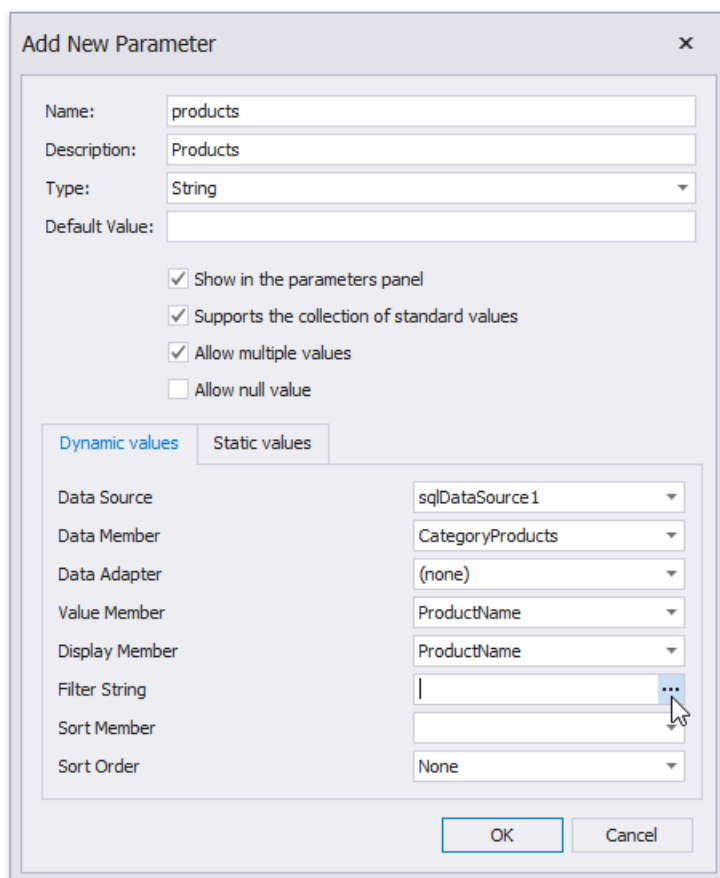 Add New Parameter
Name: products
Description: Products
Type: String
Default Value:
Show in the parameters panel
Supports the collection of standard values
Allow multiple values
Allow null value
Dynamic values Static values
Data Source sqlDataSource1
Data Member CategoryProducts
Data Adapter (none)
Value Member ProductName
Display Member ProductName
Filter String ...
Sort Member
Sort Order None
OK Cancel